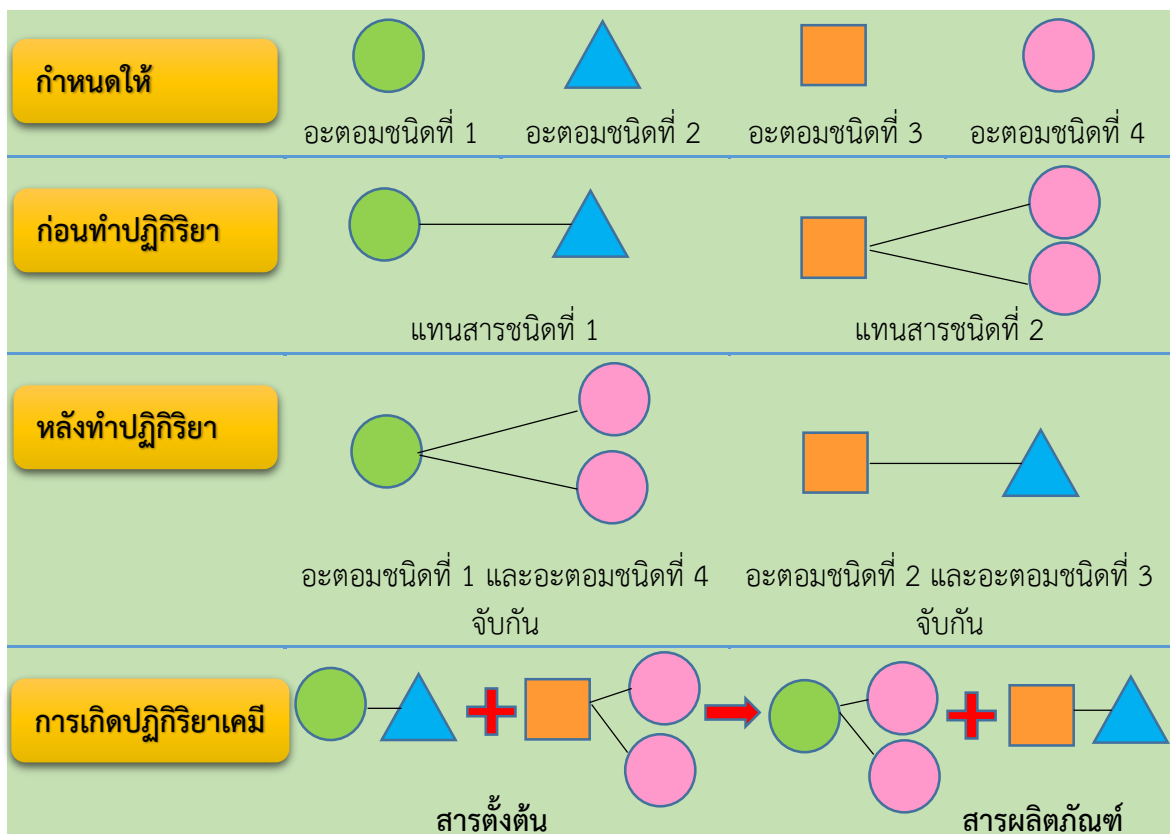 กำหนดให้
อะตอมชนิดที่ 1 อะตอมชนิดที่ 2 อะตอมชนิดที่ 3 อะตอมชนิดที่ 4
ก่อนทำปฏิกิริยา
แทนสารชนิดที่ 1 แทนสารชนิดที่ 2
หลังทำปฏิกิริยา
อะตอมชนิดที่ 1 และอะตอมชนิดที่ 4
จับกัน
อะตอมชนิดที่ 2 และอะตอมชนิดที่ 3
จับกัน
การเกิดปฏิกิริยาเคมี
สารตั้งต้น สารผลิตภัณฑ์